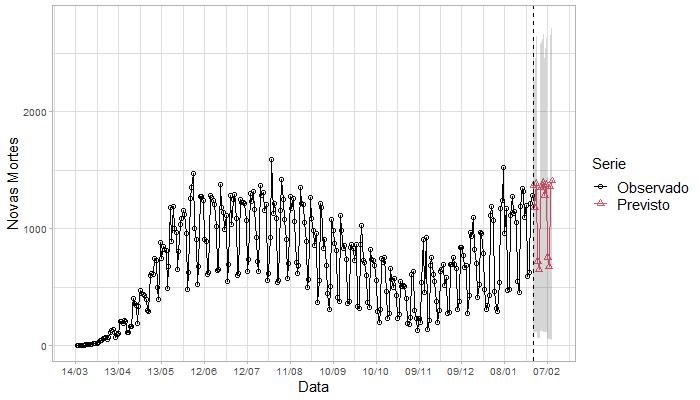 Novas Mortes
2000
1000
0
14/03 13/04 13/05 12/06 12/07 11/08 10/09 10/10 09/11 09/12 08/01 07/02
Data
Serie
Observado
Previsto